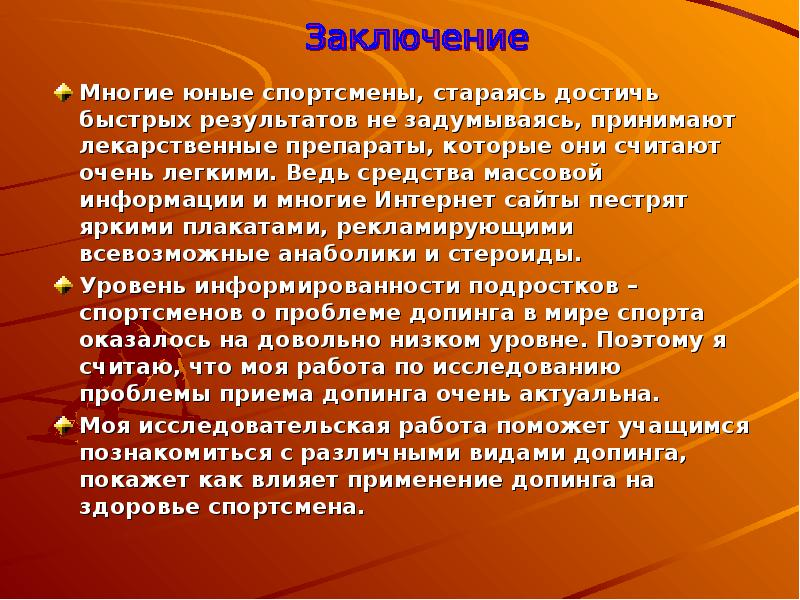 Заключение
Многие юные спортсмены, стараясь достичь
быстрых результатов не задумываясь, принимают
лекарственные препараты, которые они считают
очень легкими. Ведь средства массовой
информации и многие Интернет сайты пестрят
яркими плакатами, рекламирующими
всевозможные анаболики и стероиды.
Уровень информированности подростков –
спортсменов о проблеме допинга в мире спорта
оказалось на довольно низком уровне. Поэтому я
считаю, что моя работа по исследованию
проблемы приема допинга очень актуальна.
Моя исследовательская работа поможет учащимся
познакомиться с различными видами допинга,
покажет как влияет применение допинга на
здоровье спортсмена.